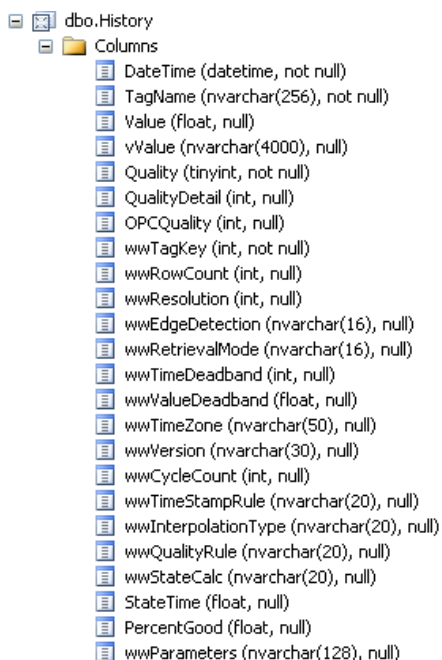 dbo.History
Columns
DateTime (datetime, not null)
TagName (nvarchar(256), not null)
Value (float, null)
vValue (nvarchar(4000), null)
Quality (tinyint, not null)
QualityDetail (int, null)
OPCQuality (int, null)
wwTagKey (int, not null)
wwRowCount (int, null)
wwResolution (int, null)
wwEdgeDetection (nvarchar(16), null)
wwRetrievalMode (nvarchar(16), null)
wwTimeDeadband (int, null)
wwValueDeadband (float, null)
wwTimeZone (nvarchar(50), null)
wwVersion (nvarchar(30), null)
wwCycleCount (int, null)
wwTimeStampRule (nvarchar(20), null)
wwInterpolationType (nvarchar(20), null)
wwQualityRule (nvarchar(20), null)
wwStateCalc (nvarchar(20), null)
StateTime (float, null)
PercentGood (float, null)
wwParameters (nvarchar(128), null)